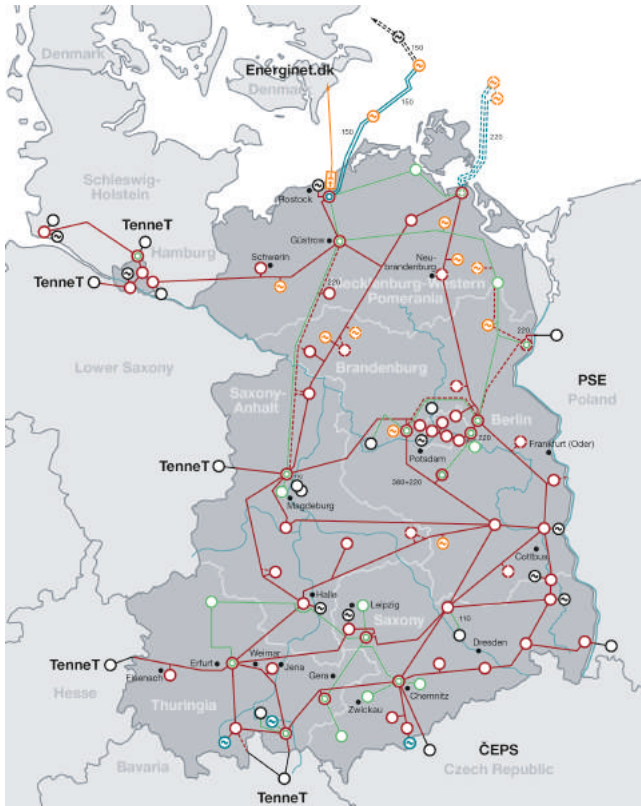 Denmark
150
Energinet.dk
Denmark
150
150
220
Rostock
Schleswig-
Holstein
TenneT
Güstrow
Hamburg
Schwerin
Neu-
brandenburg
TenneT
220
Mecklenburg-Western
Pomerania
220
Lower Saxony
Brandenburg
PSE
Saxony-
Anhalt
Poland
Berlin
220
Frankfurt (Oder)
Potsdam
TenneT
380+220
Magdeburg
Cottbus
Halle
Leipzig
110
Saxony
Dresden
Weimar
TenneT
Erfurt
Jena
Eisenach
Gera
Hesse
Chemnitz
Thuringia
Zwickau
ČEPS
Bavaria
Czech Republic
TenneT